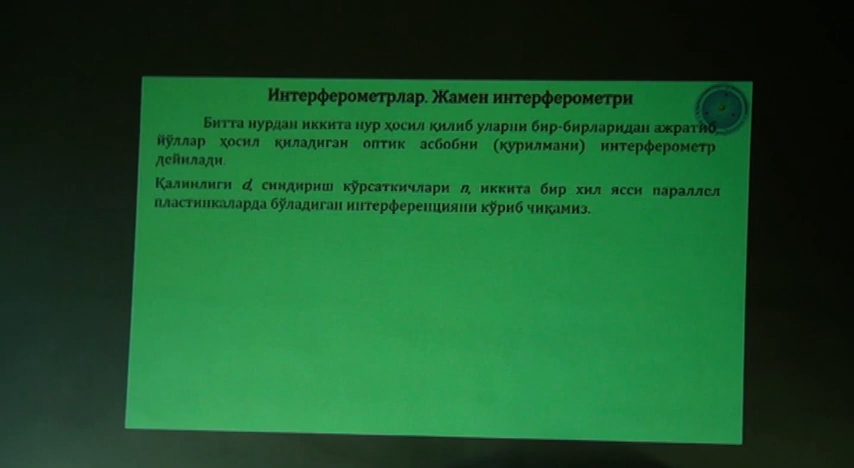 Интерферометрлар. Жамен интерферометри
Битта нурдан иккита нур ҳосил қилиб уларни бир-бирларидан ажратиб
йўллар ҳосил қиладиган оптик асбобни (қурилмани) интерферометр
дейилади.
Қалинлиги d, синдириш кўрсаткичлари n, иккита бир хил ясси параллел
пластинкаларда бўладиган интерференцияни кўриб чиқамиз.